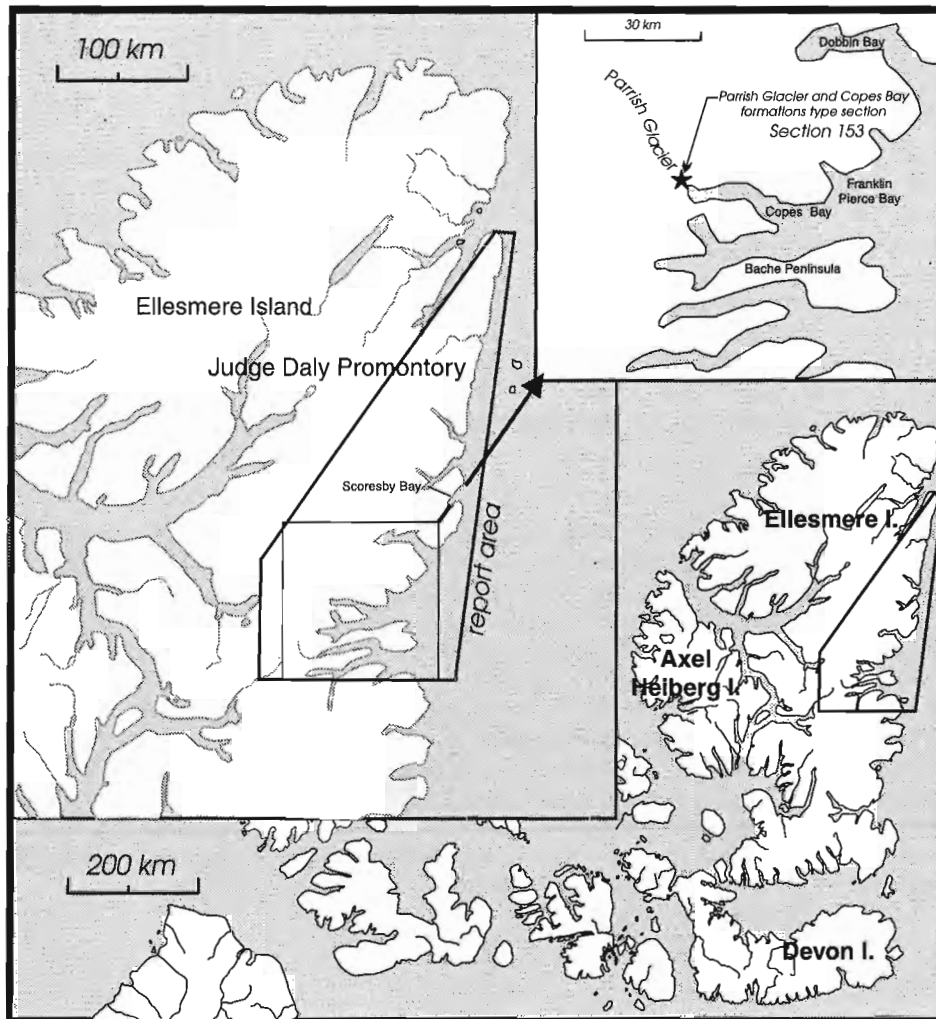 100 km
Ellesmere Island
Judge Daly Promontory
Scoresby Bay
report area
30 km
Dobbin Bay
Parrish Glacier
Parrish Glacier and Copes Bay
formations type section
Section 153
Franklin
Pierce Bay
Copes Bay
Bache Peninsula
Ellesmere I.
Axel
Heiberg I.
200 km
Devon I.